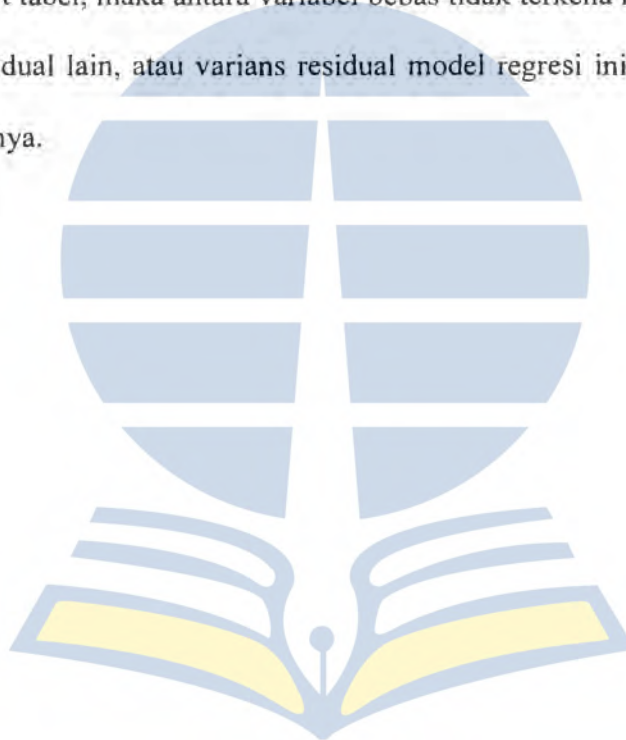 tabel, maka antara variabel bebas tidak terkena
dual lain, atau varians residual model regresi ini
nya.